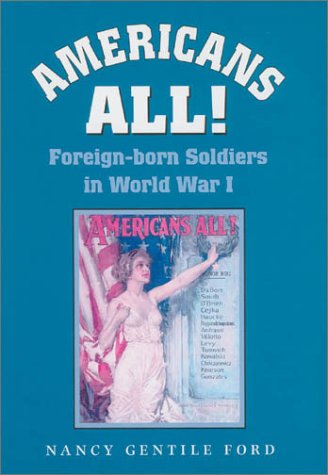 AMERICANS
ALL!
Foreign-born Soldiers
in World War I
AMERICANS ALL!
HONOR ROLL
Du Bois
Smith
O'Brien
Cejka
Haucke
Pappandrikopolous
Andrassi
Villotto
Levy
Turovich
Kowalski
Chriczanevicz
Knutson
Gonzales
NANCY GENTILE FORD